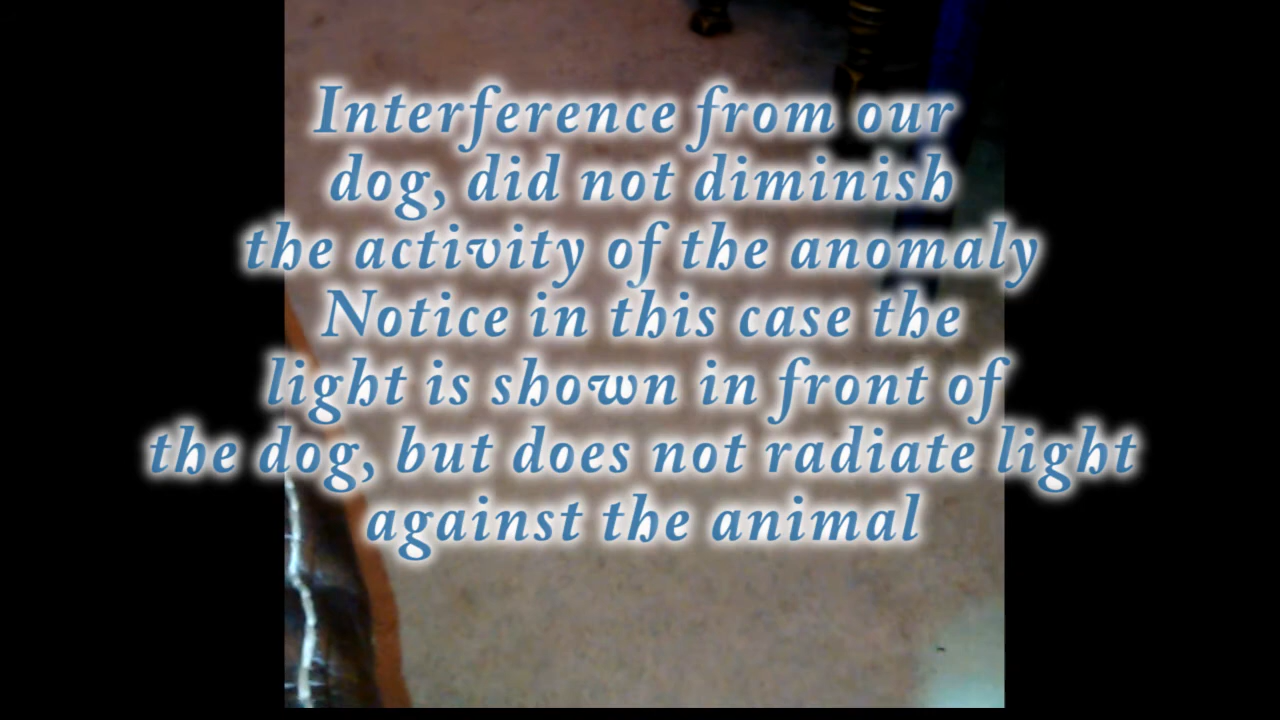 Interference from our
dog, did not diminish
the activity of the anomaly
Notice in this case the
light is shown in front of
the dog, but does not radiate light
against the animal